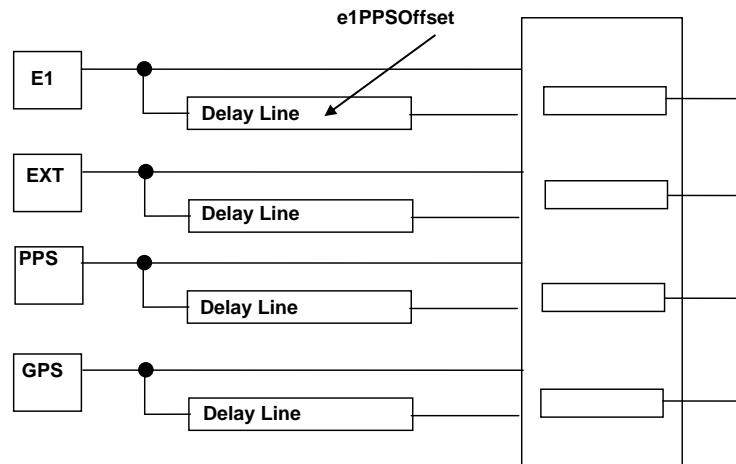 e1PPSOffset
E1
Delay Line
EXT
Delay Line
PPS
Delay Line
GPS
Delay Line